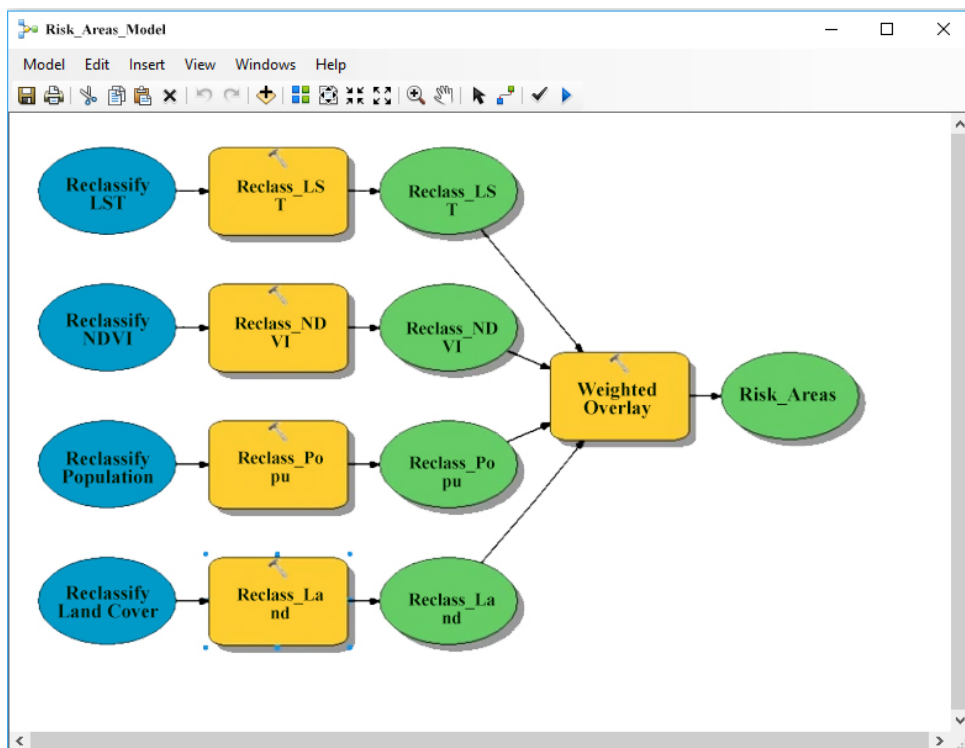 Risk_Areas_Model
Model Edit Insert View Windows Help
Reclassify
LST
Reclass_LS
T
Reclass_LS
T
Reclassify
NDVI
Reclass_ND
VI
Reclass_ND
VI
Weighted
Overlay
Risk_Areas
Reclassify
Population
Reclass_Po
pu
Reclass_Po
pu
Reclassify
Land Cover
Reclass_La
nd
Reclass_La
nd